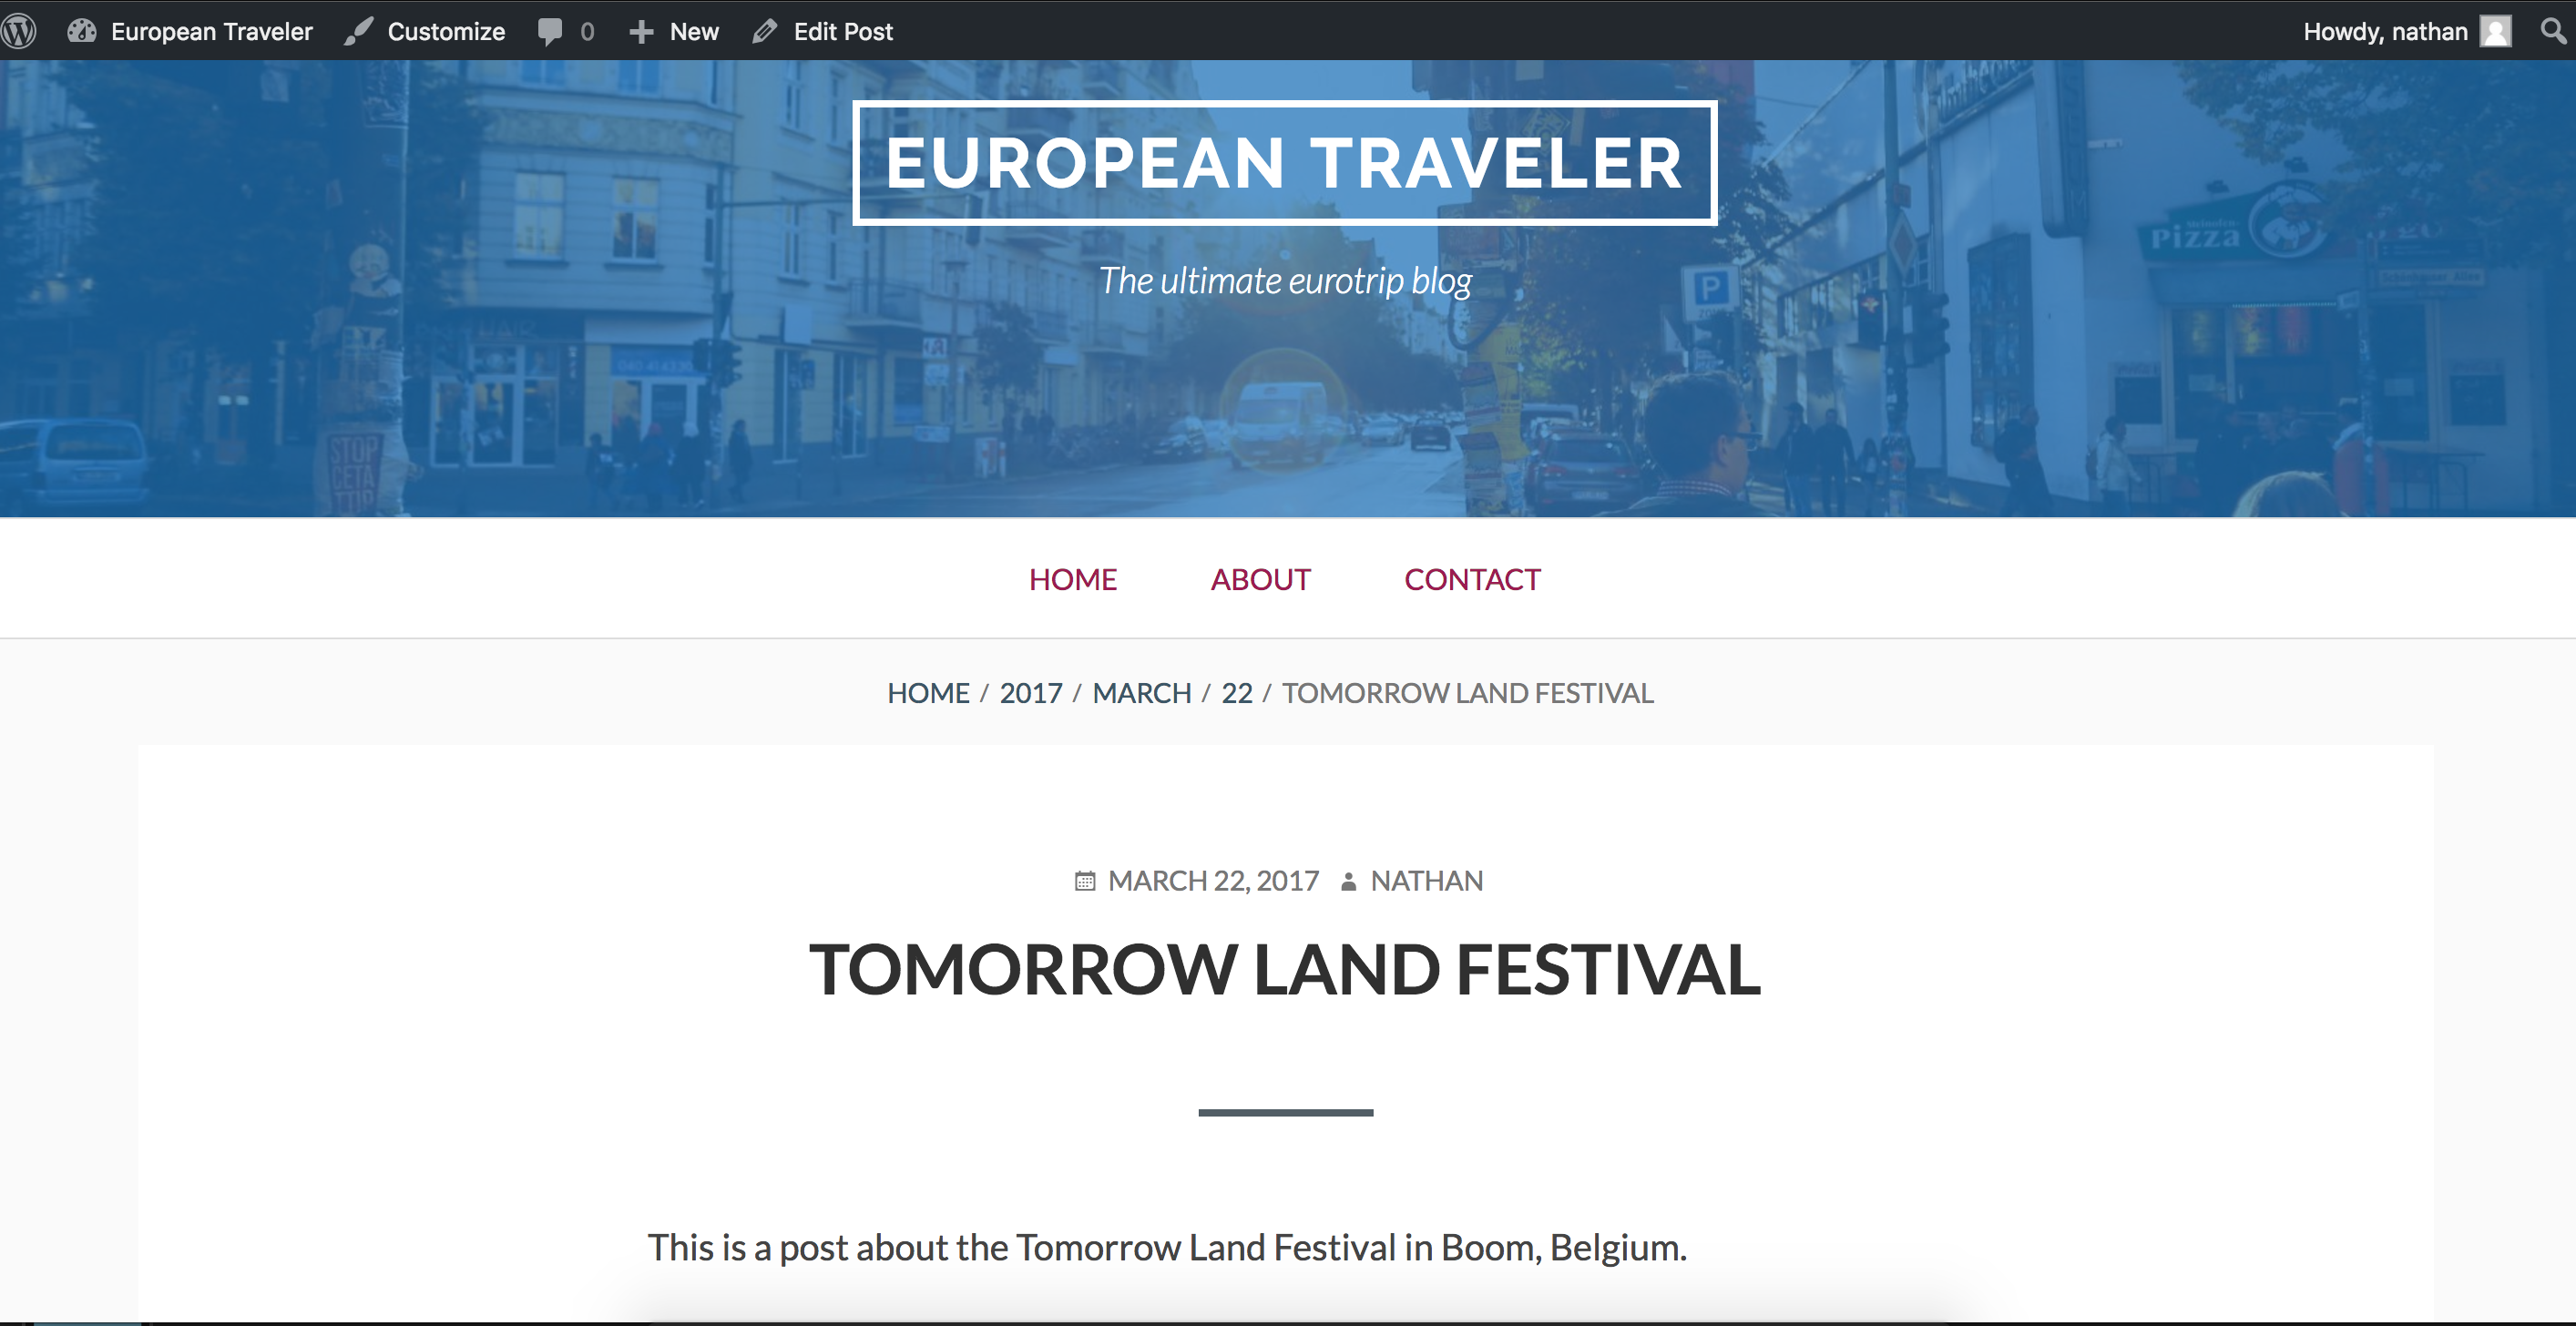 European Traveler Customize 0 New Edit Post Howdy, nathan
EUROPEAN TRAVELER
The ultimate eurotrip blog
Pizza
P
STOP
HOME ABOUT CONTACT
HOME / 2017 / MARCH / 22 / TOMORROW LAND FESTIVAL
MARCH 22, 2017 NATHAN
TOMORROW LAND FESTIVAL
This is a post about the Tomorrow Land Festival in Boom, Belgium.